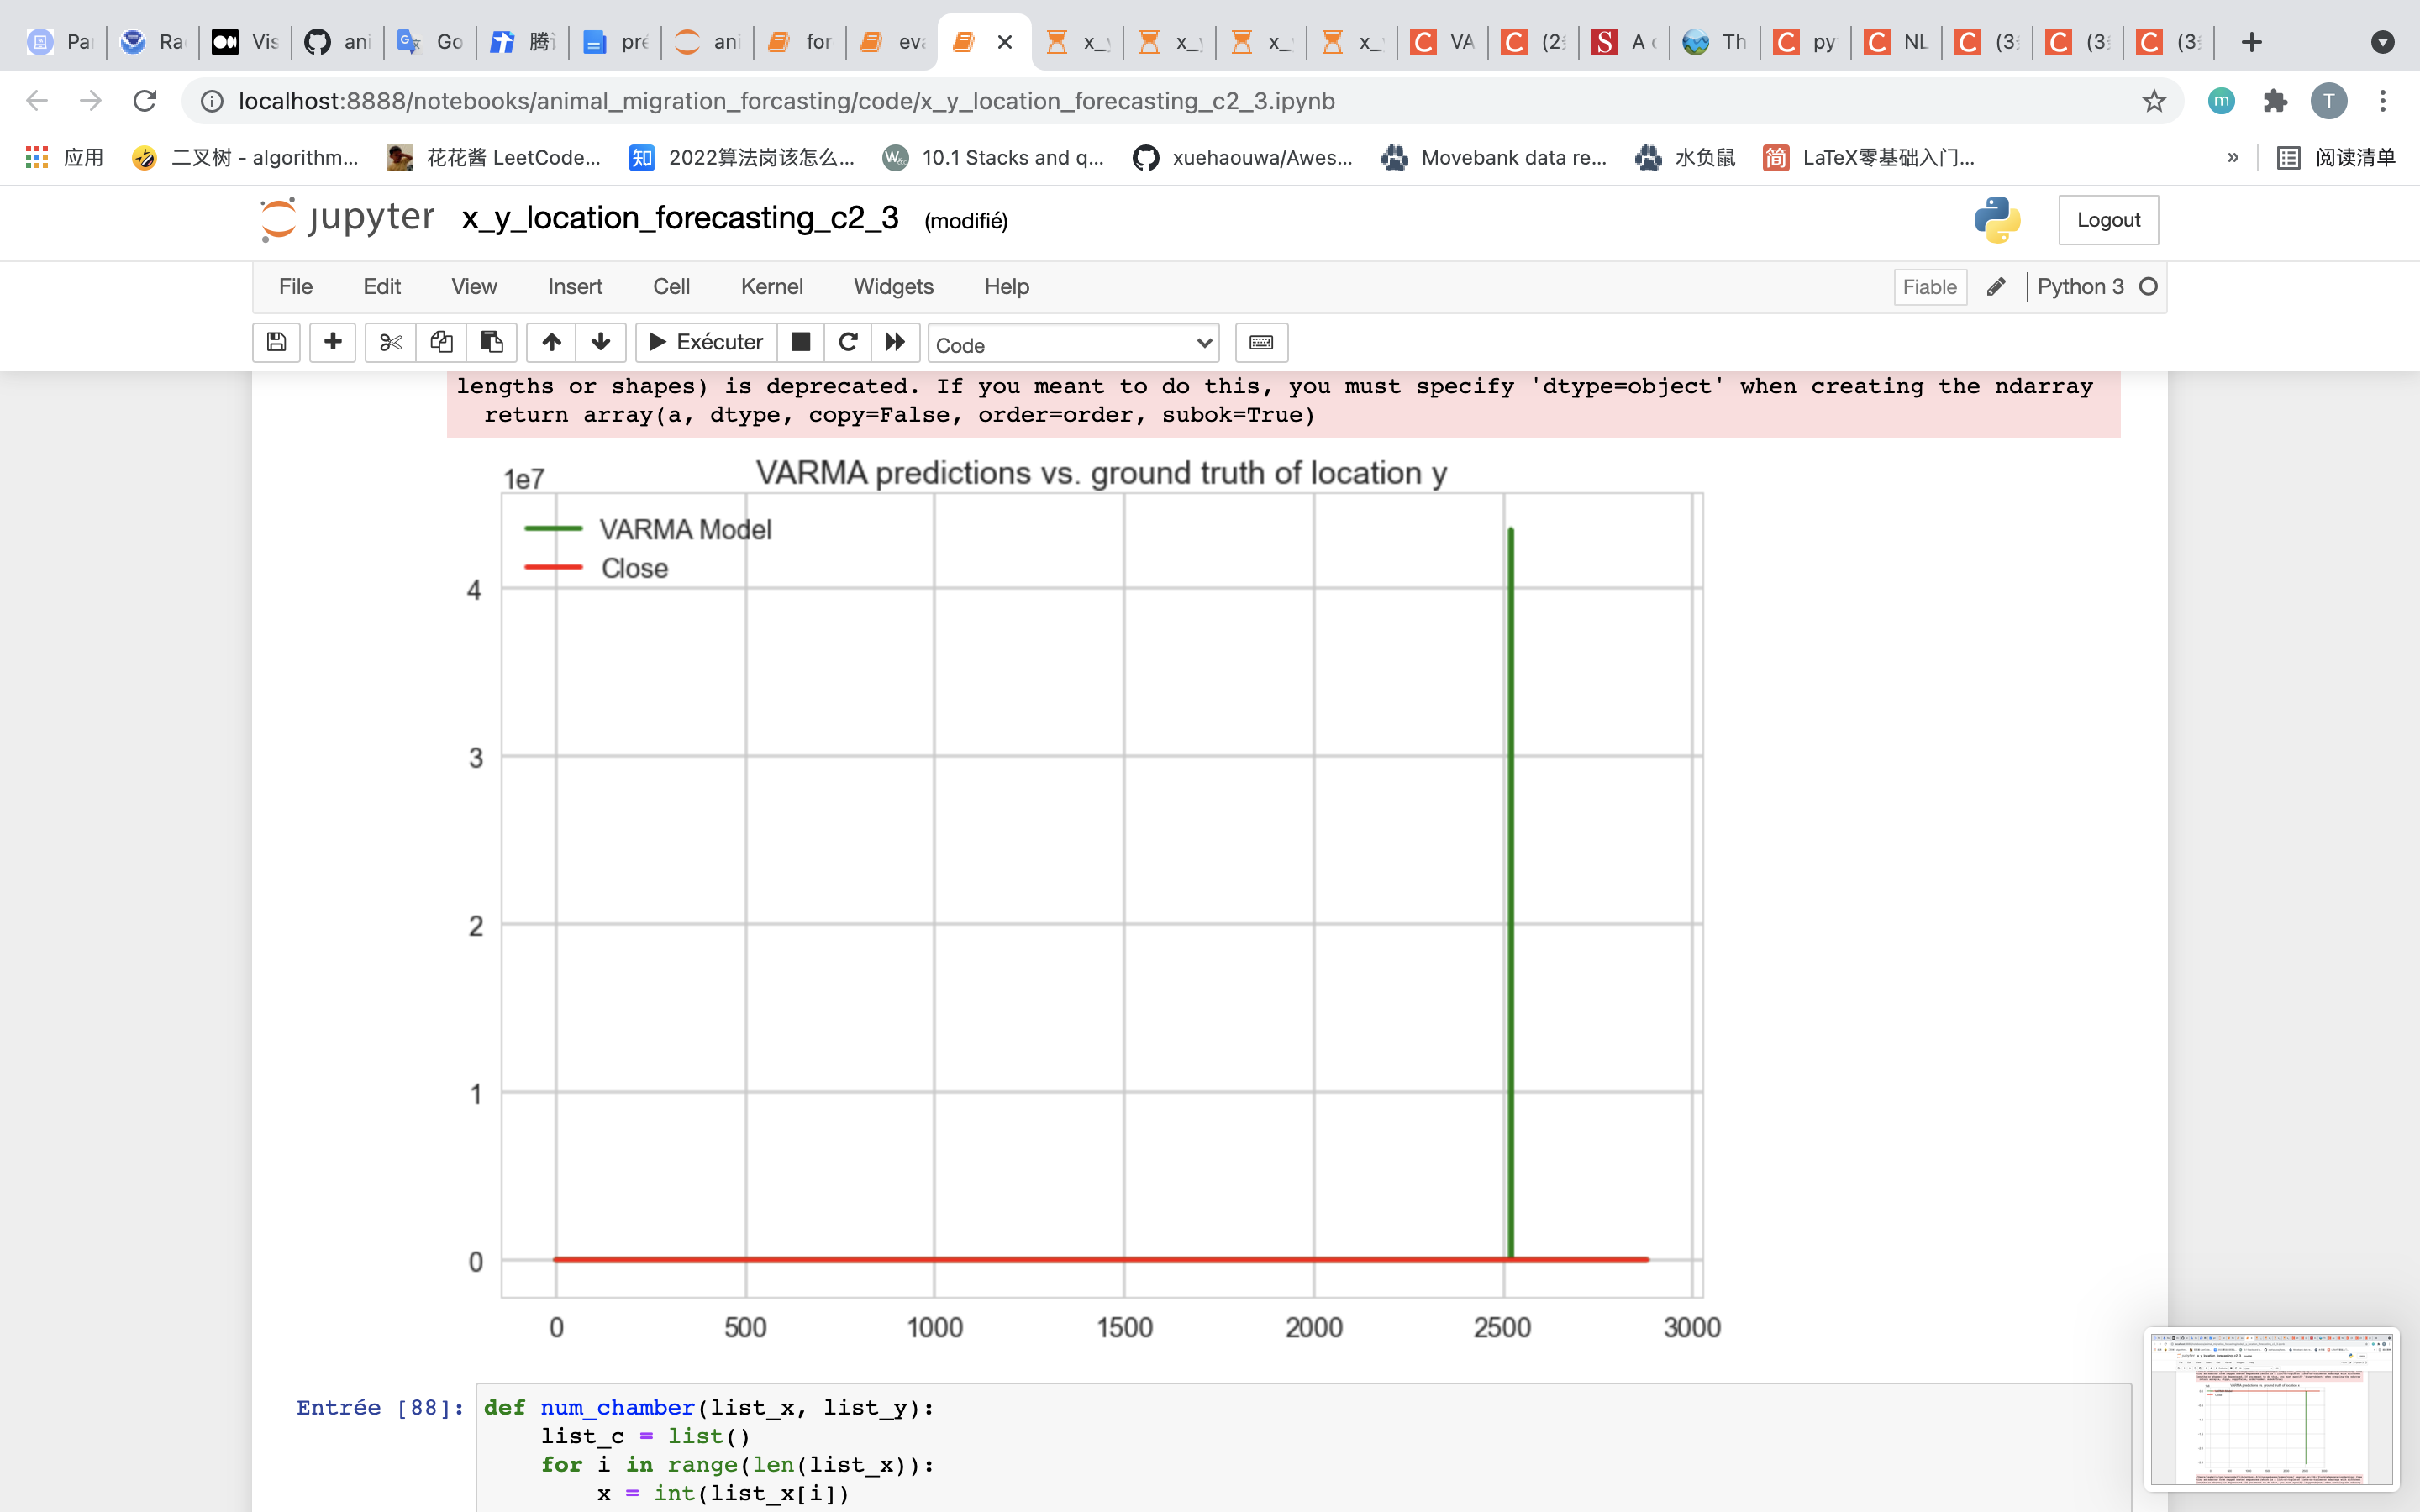 Pa Ra Vis ani Go 腾 pré ani for eva x_ x_ x_ x_ VA (2 A Th py NL (3 (3 (3
localhost:8888/notebooks/animal_migration_forcasting/code/x_y_location_forecasting_c2_3.ipynb
m T
应用 二叉树 - algorithm... 花花酱 LeetCode... 知 2022算法岗该怎么... 10.1 Stacks and q... xuehaouwa/Awes... Movebank data re... 水负鼠 简 LaTeX零基础入门... » 阅读清单
jupyter x_y_location_forecasting_c2_3 (modifié) Logout
File Edit View Insert Cell Kernel Widgets Help Fiable Python 3
Exécuter Code
lengths or shapes) is deprecated. If you meant to do this, you must specify 'dtype=object' when creating the ndarray
return array(a, dtype, copy=False, order=order, subok=True)
VARMA predictions vs. ground truth of location y
1e7
VARMA Model
Close
4
3
2
1
0
0 500 1000 1500 2000 2500 3000
Entrée [88]: def num_chamber(list_x, list_y):
list_c = list()
for i in range(len(list_x)):
x = int(list_x[i])